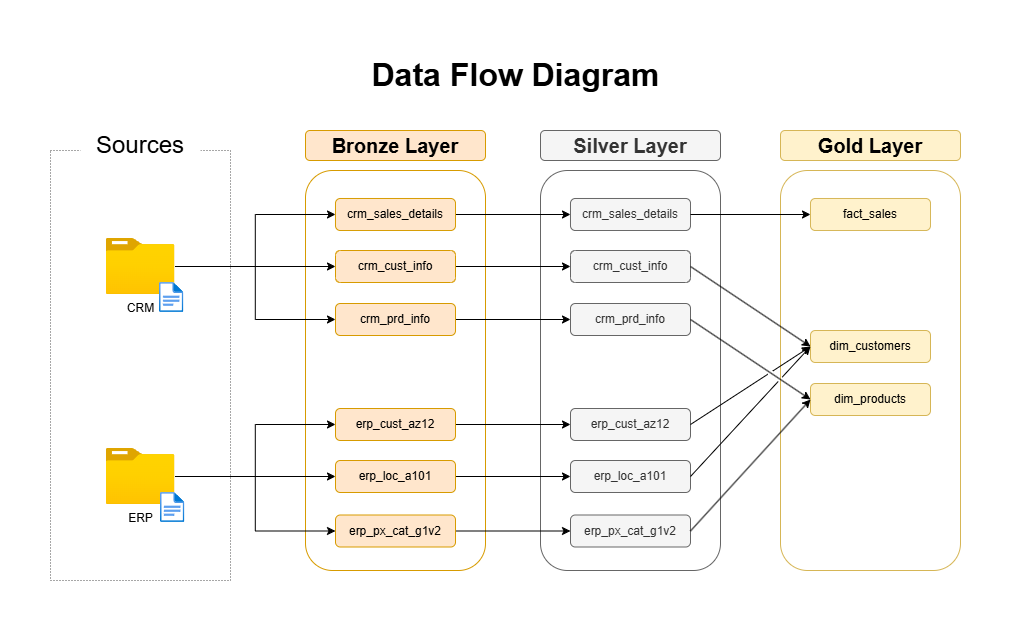 Data Flow Diagram
Sources
Bronze Layer
Silver Layer
Gold Layer
crm_sales_details
crm_sales_details
fact_sales
crm_cust_info
crm_cust_info
CRM
crm_prd_info
crm_prd_info
dim_customers
dim_products
erp_cust_az12
erp_cust_az12
erp_loc_a101
erp_loc_a101
ERP
erp_px_cat_g1v2
erp_px_cat_g1v2